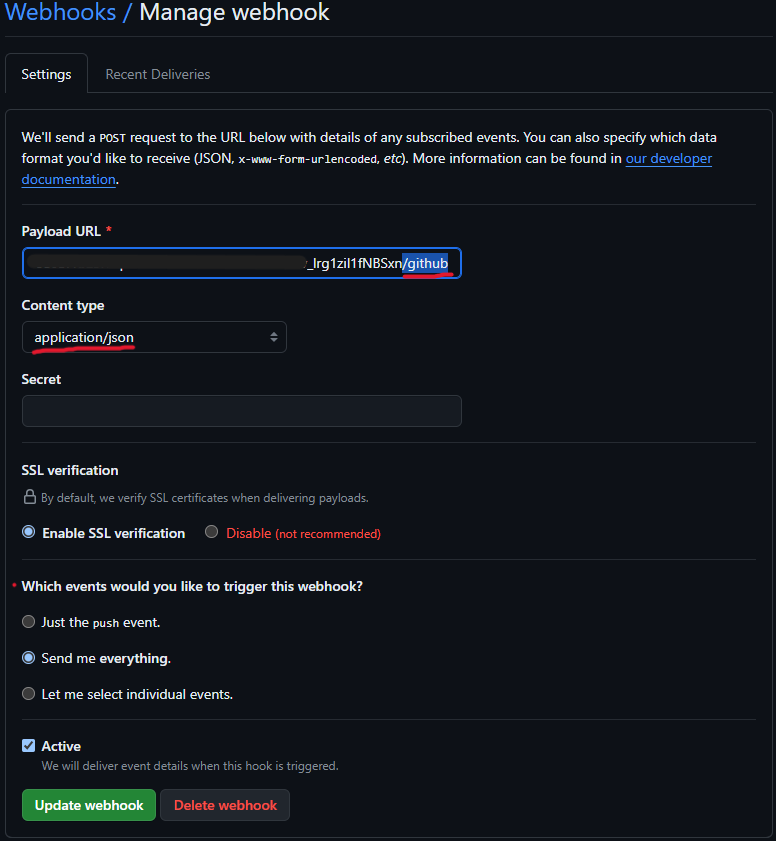 Webhooks / Manage webhook
Settings
Recent Deliveries
We'll send a POST request to the URL below with details of any subscribed events. You can also specify which data
format you'd like to receive (JSON, x-www-form-urlencoded, etc). More information can be found in our developer
documentation.
Payload URL *
_lrg1zil1fNBSxn/github
Content type
application/json
Secret
SSL verification
By default, we verify SSL certificates when delivering payloads.
Enable SSL verification
Disable (not recommended)
* Which events would you like to trigger this webhook?
Just the push event.
Send me everything.
Let me select individual events.
Active
We will deliver event details when this hook is triggered.
Update webhook
Delete webhook